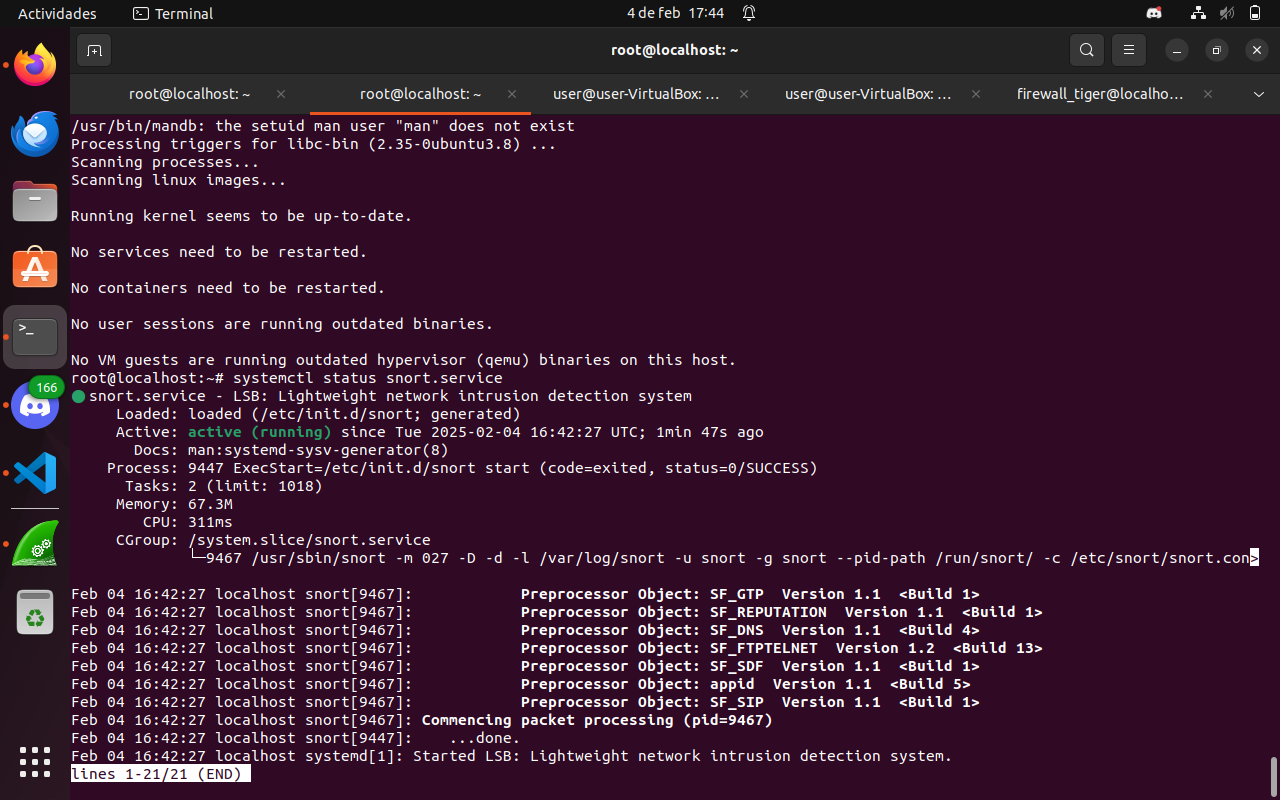 Actividades
Terminal
4 de feb 17:44
root@localhost: ~
root@localhost: ~
root@localhost: ~
user@user-VirtualBox: ...
user@user-VirtualBox: ...
firewall_tiger@localho...
/usr/bin/mandb: the setuid man user "man" does not exist
Processing triggers for libc-bin (2.35-0ubuntu3.8) ...
Scanning processes...
Scanning linux images...
Running kernel seems to be up-to-date.
No services need to be restarted.
No containers need to be restarted.
No user sessions are running outdated binaries.
No VM guests are running outdated hypervisor (qemu) binaries on this host.
root@localhost:~# systemctl status snort.service
● snort.service - LSB: Lightweight network intrusion detection system
Loaded: loaded (/etc/init.d/snort; generated)
Active: active (running) since Tue 2025-02-04 16:42:27 UTC; 1min 47s ago
Docs: man:systemd-sysv-generator(8)
Process: 9447 ExecStart=/etc/init.d/snort start (code=exited, status=0/SUCCESS)
Tasks: 2 (limit: 1018)
Memory: 67.3M
CPU: 311ms
CGroup: /system.slice/snort.service
└─9467 /usr/sbin/snort -m 027 -D -d -l /var/log/snort -u snort -g snort --pid-path /run/snort/ -c /etc/snort/snort.con>
Feb 04 16:42:27 localhost snort[9467]: Preprocessor Object: SF_GTP Version 1.1 <Build 1>
Feb 04 16:42:27 localhost snort[9467]: Preprocessor Object: SF_REPUTATION Version 1.1 <Build 1>
Feb 04 16:42:27 localhost snort[9467]: Preprocessor Object: SF_DNS Version 1.1 <Build 4>
Feb 04 16:42:27 localhost snort[9467]: Preprocessor Object: SF_FTPTELNET Version 1.2 <Build 13>
Feb 04 16:42:27 localhost snort[9467]: Preprocessor Object: SF_SDF Version 1.1 <Build 1>
Feb 04 16:42:27 localhost snort[9467]: Preprocessor Object: appid Version 1.1 <Build 5>
Feb 04 16:42:27 localhost snort[9467]: Preprocessor Object: SF_SIP Version 1.1 <Build 1>
Feb 04 16:42:27 localhost snort[9467]: Commencing packet processing (pid=9467)
Feb 04 16:42:27 localhost snort[9447]: ...done.
Feb 04 16:42:27 localhost systemd[1]: Started LSB: Lightweight network intrusion detection system.
lines 1-21/21 (END)
>_
166